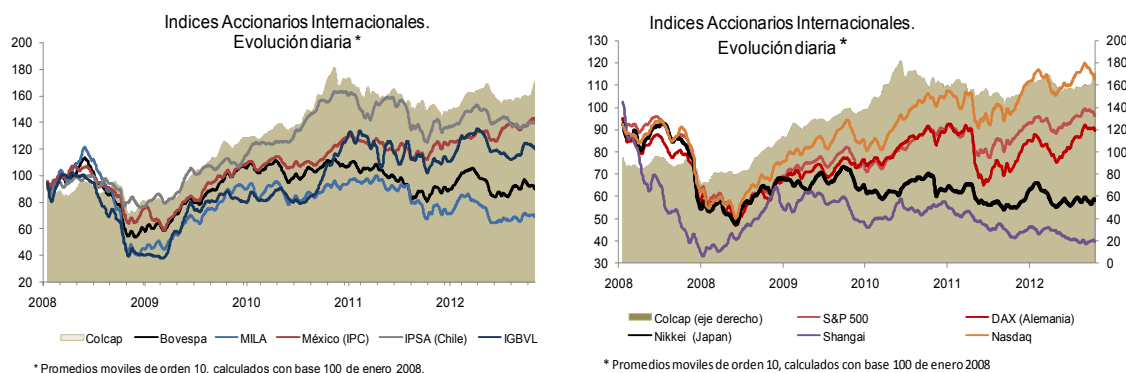 Indices Accionarios Internacionales.
Evolución diaria *
200
180
160
140
120
100
80
60
40
20
2008 2009 2010 2011 2012
Colcap Bovespa MILA México (IPC) IPSA (Chile) IGBVL
* Promedios moviles de orden 10, calculados con base 100 de enero 2008.
Indices Accionarios Internacionales.
Evolución diaria *
130 200
120 180
110 160
100 140
90 120
80 100
70 80
60 60
50 40
40 20
30 0
2008 2008 2009 2010 2011 2012
Colcap (eje derecho) S&P 500 DAX (Alemania)
Nikkei (Japan) Shangai Nasdaq
* Promedios moviles de orden 10, calculados con base 100 de enero 2008